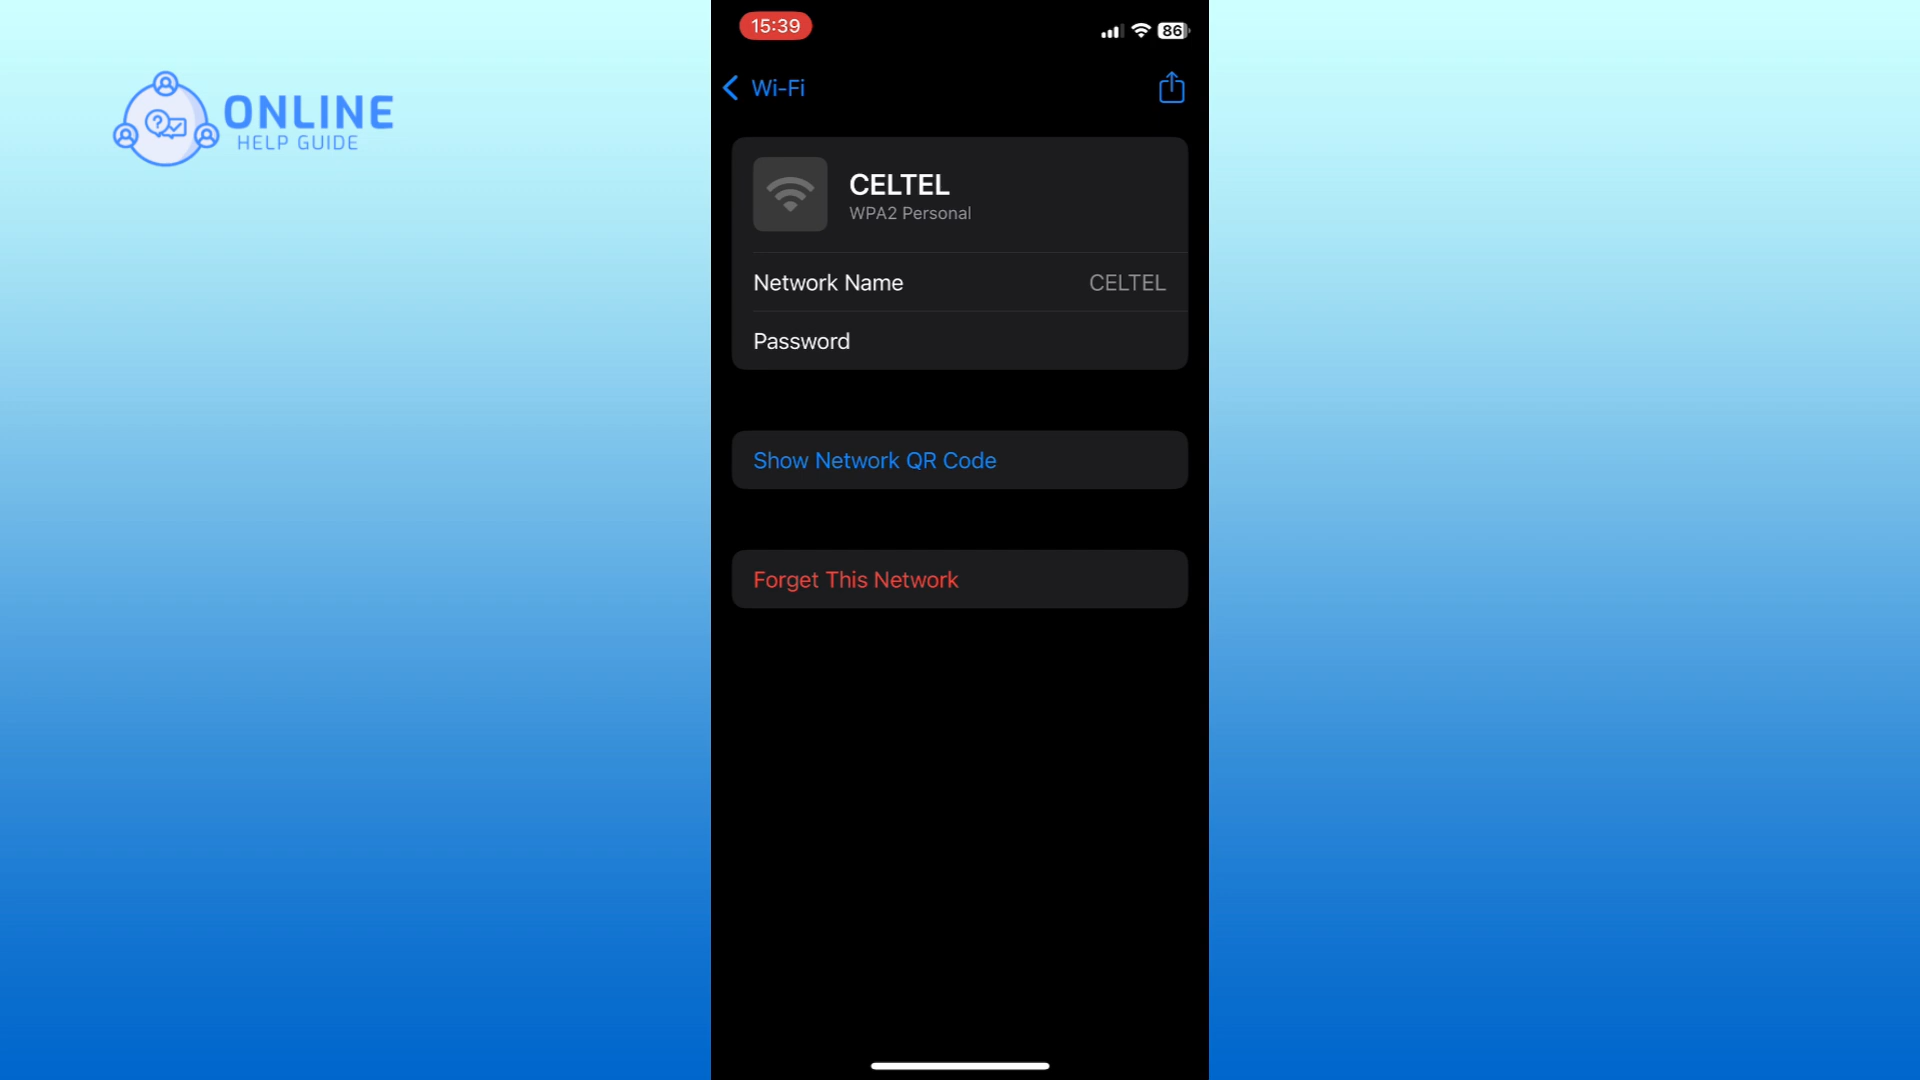 15:39
86
Wi-Fi
ONLINE
HELP GUIDE
CELTEL
WPA2 Personal
Network Name CELTEL
Password
Show Network QR Code
Forget This Network